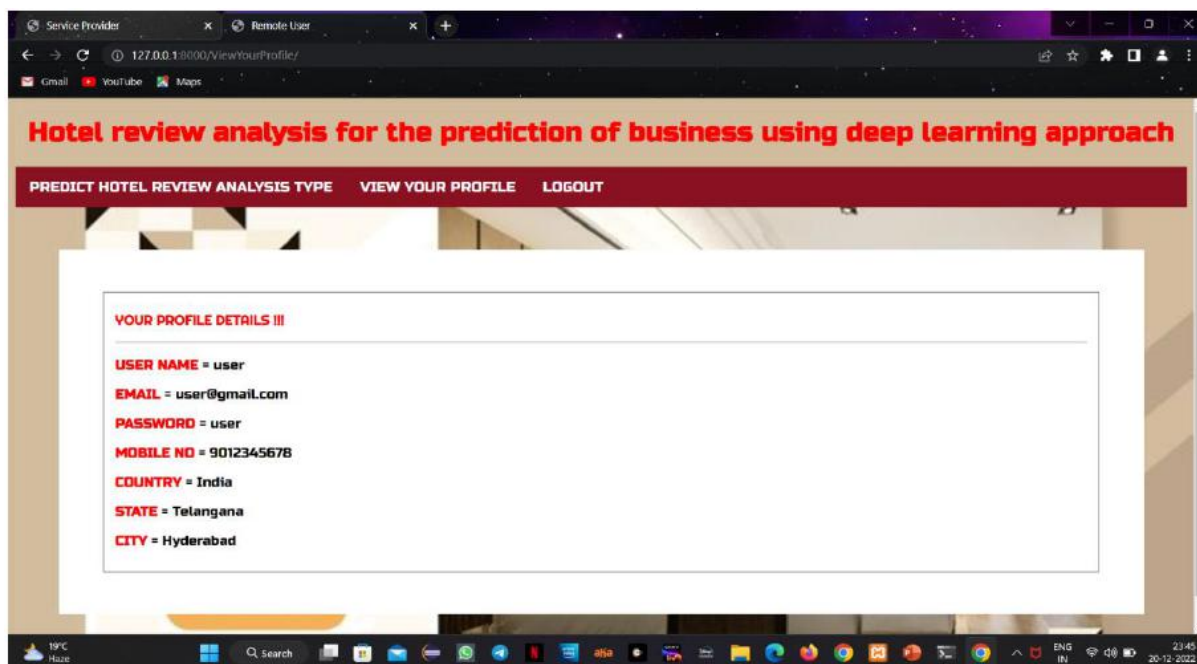 Service Provider
Remote User
127.0.0.1:8000/ViewYourProfile/
Gmail
YouTube
Maps
Hotel review analysis for the prediction of business using deep learning approach
PREDICT HOTEL REVIEW ANALYSIS TYPE VIEW YOUR PROFILE LOGOUT
YOUR PROFILE DETAILS !!!
USER NAME = user
EMAIL = user@gmail.com
PASSWORD = user
MOBILE NO = 9012345678
COUNTRY = India
STATE = Telangana
CITY = Hyderabad
19°C
Haze
Search
aha
ENG
IN
23:45
20-12-2022